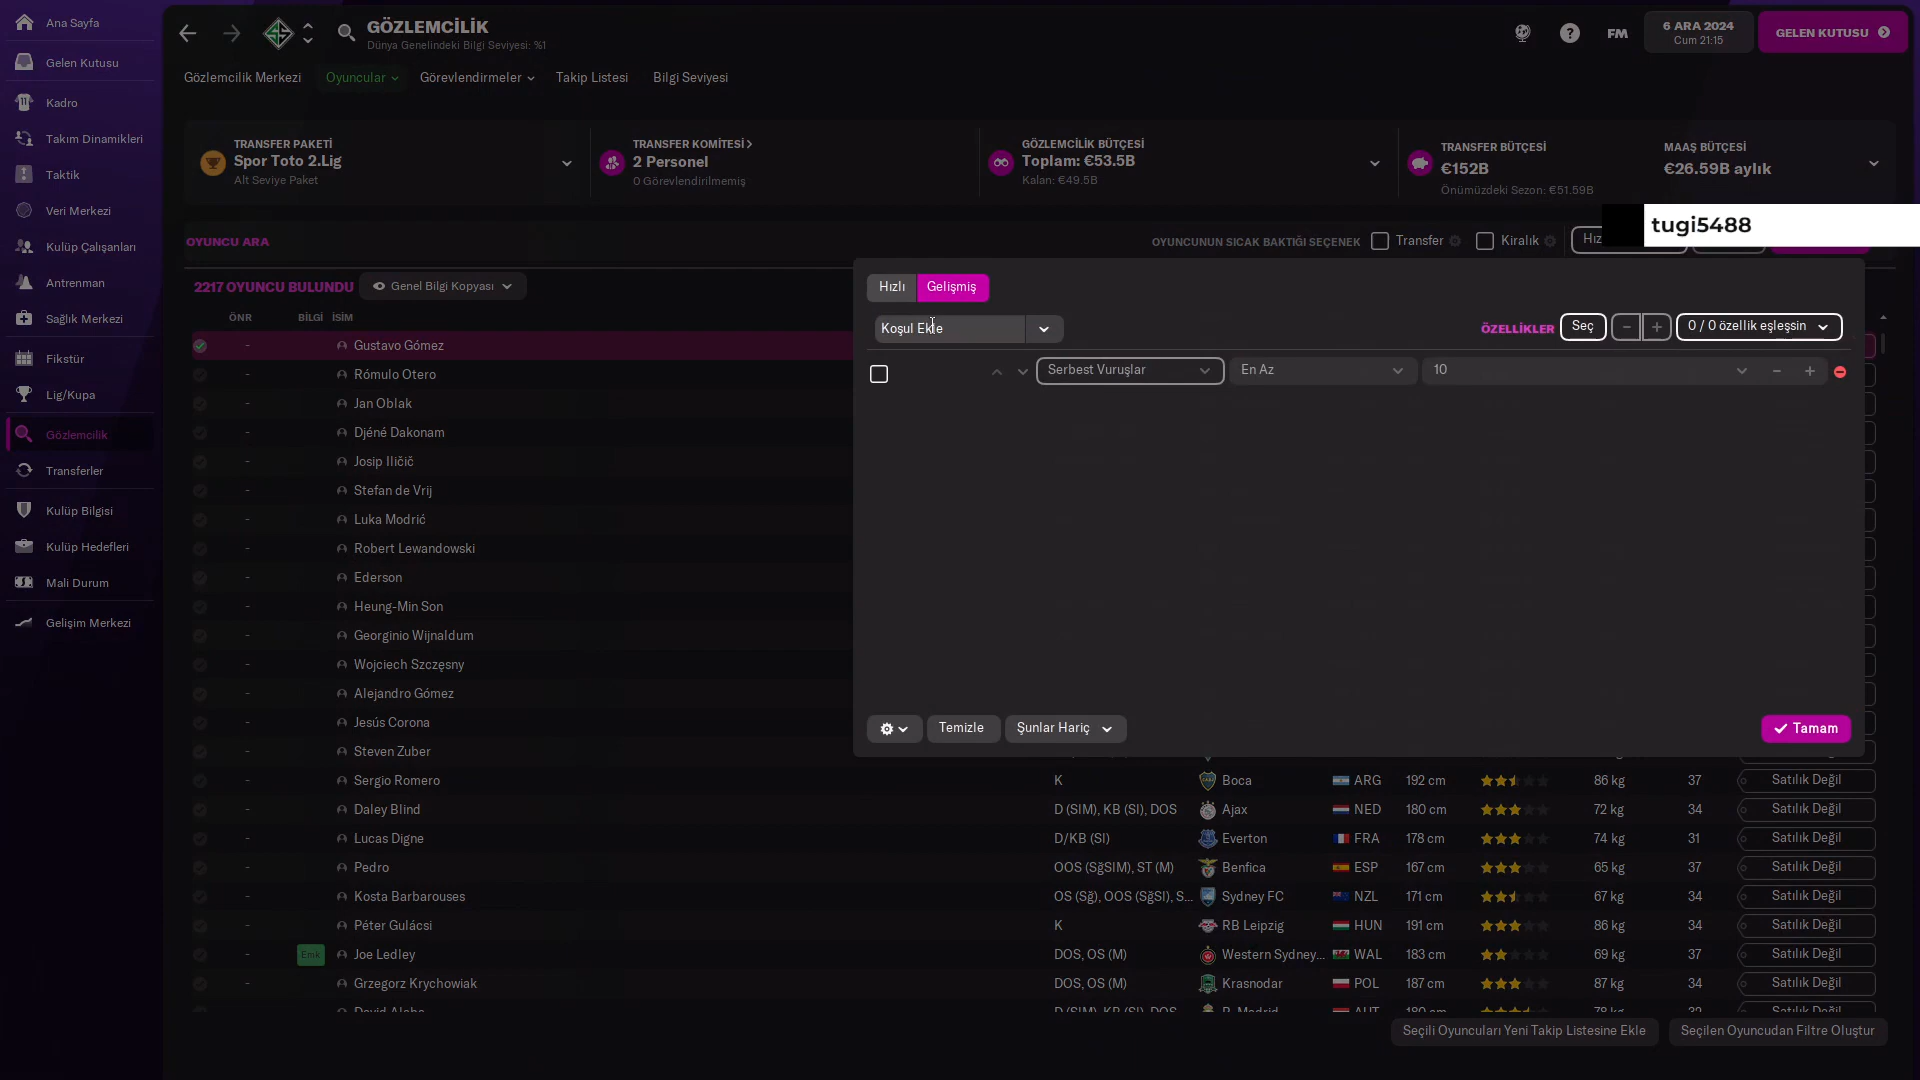 Ana Sayfa
Gelen Kutusu
Kadro
Takım Dinamikleri
Taktik
Veri Merkezi
Kulüp Çalışanları
Antrenman
Sağlık Merkezi
Fikstür
Lig/Kupa
Gözlemcilik
Transferler
Kulüp Bilgisi
Kulüp Hedefleri
Mali Durum
Gelişim Merkezi
GÖZLEMCİLİK
Dünya Genelindeki Bilgi Seviyesi: %1
FM
6 ARA 2024
Cum 21:15
GELEN KUTUSU
Gözlemcilik Merkezi Oyuncular Görevlendirmeler Takip Listesi Bilgi Seviyesi
TRANSFER PAKETİ
Spor Toto 2.Lig
Alt Seviye Paket
TRANSFER KOMİTESİ
2 Personel
0 Görevlendirilmemiş
GÖZLEMCİLİK BÜTÇESİ
Toplam: €53.5B
Kalan: €49.5B
TRANSFER BÜTÇESİ
€152B
Önümüzdeki Sezon: €51.59B
MAAŞ BÜTÇESİ
€26.59B aylık
tugi5488
OYUNCU ARA
OYUNCUNUN SICAK BAKTIĞI SEÇENEK Transfer Kiralık
2217 OYUNCU BULUNDU Genel Bilgi Kopyası
ÖNR BİLGİ İSİM
Hızlı Gelişmiş
Koşul Ekle
ÖZELLİKLER Seç - + 0 / 0 özellik eşleşsin
Serbest Vuruşlar En Az 10 - +
Temizle Şunlar Hariç Tamam
- Gustavo Gómez
- Rómulo Otero
- Jan Oblak
- Djéné Dakonam
- Josip Iličič
- Stefan de Vrij
- Luka Modrić
- Robert Lewandowski
- Ederson
- Heung-Min Son
- Georginio Wijnaldum
- Wojciech Szczęsny
- Alejandro Gómez
- Jesús Corona
- Steven Zuber
- Sergio Romero K Boca ARG 192 cm 86 kg 37 Satılık Değil
- Daley Blind D (SIM), KB (SI), DOS Ajax NED 180 cm 72 kg 34 Satılık Değil
- Lucas Digne D/KB (SI) Everton FRA 178 cm 74 kg 31 Satılık Değil
- Pedro OOS (SğSIM), ST (M) Benfica ESP 167 cm 65 kg 37 Satılık Değil
- Kosta Barbarouses OS (Sğ), OOS (SğSI), S... Sydney FC NZL 171 cm 67 kg 34 Satılık Değil
- Péter Gulácsi K RB Leipzig HUN 191 cm 86 kg 34 Satılık Değil
- Emk Joe Ledley DOS, OS (M) Western Sydney... WAL 183 cm 69 kg 37 Satılık Değil
- Grzegorz Krychowiak DOS, OS (M) Krasnodar POL 187 cm 87 kg 34 Satılık Değil
Seçili Oyuncuları Yeni Takip Listesine Ekle Seçilen Oyuncudan Filtre Oluştur